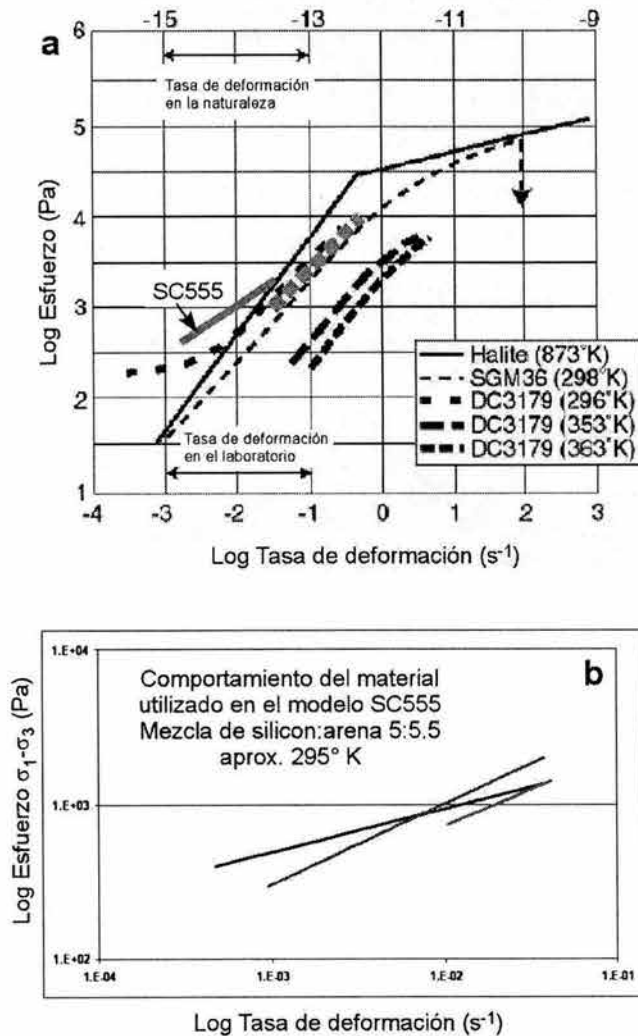 -15 -13 -11 -9
a
6
5
4
3
2
1
Log Esfuerzo (Pa)
Tasa de deformación
en la naturaleza
SC555
Halite (873°K)
SGM36 (298°K)
DC3179 (296°K)
DC3179 (353°K)
DC3179 (363°K)
Tasa de deformación
en el laboratorio
-4 -3 -2 -1 0 1 2 3
Log Tasa de deformación (s⁻¹)
b
1.E+04
1.E+03
1.E+02
Log Esfuerzo σ₁-σ₃ (Pa)
Comportamiento del material
utilizado en el modelo SC555
Mezcla de silicon:arena 5:5.5
aprox. 295° K
1.E-04 1.E-03 1.E-02 1.E-01
Log Tasa de deformación (s⁻¹)